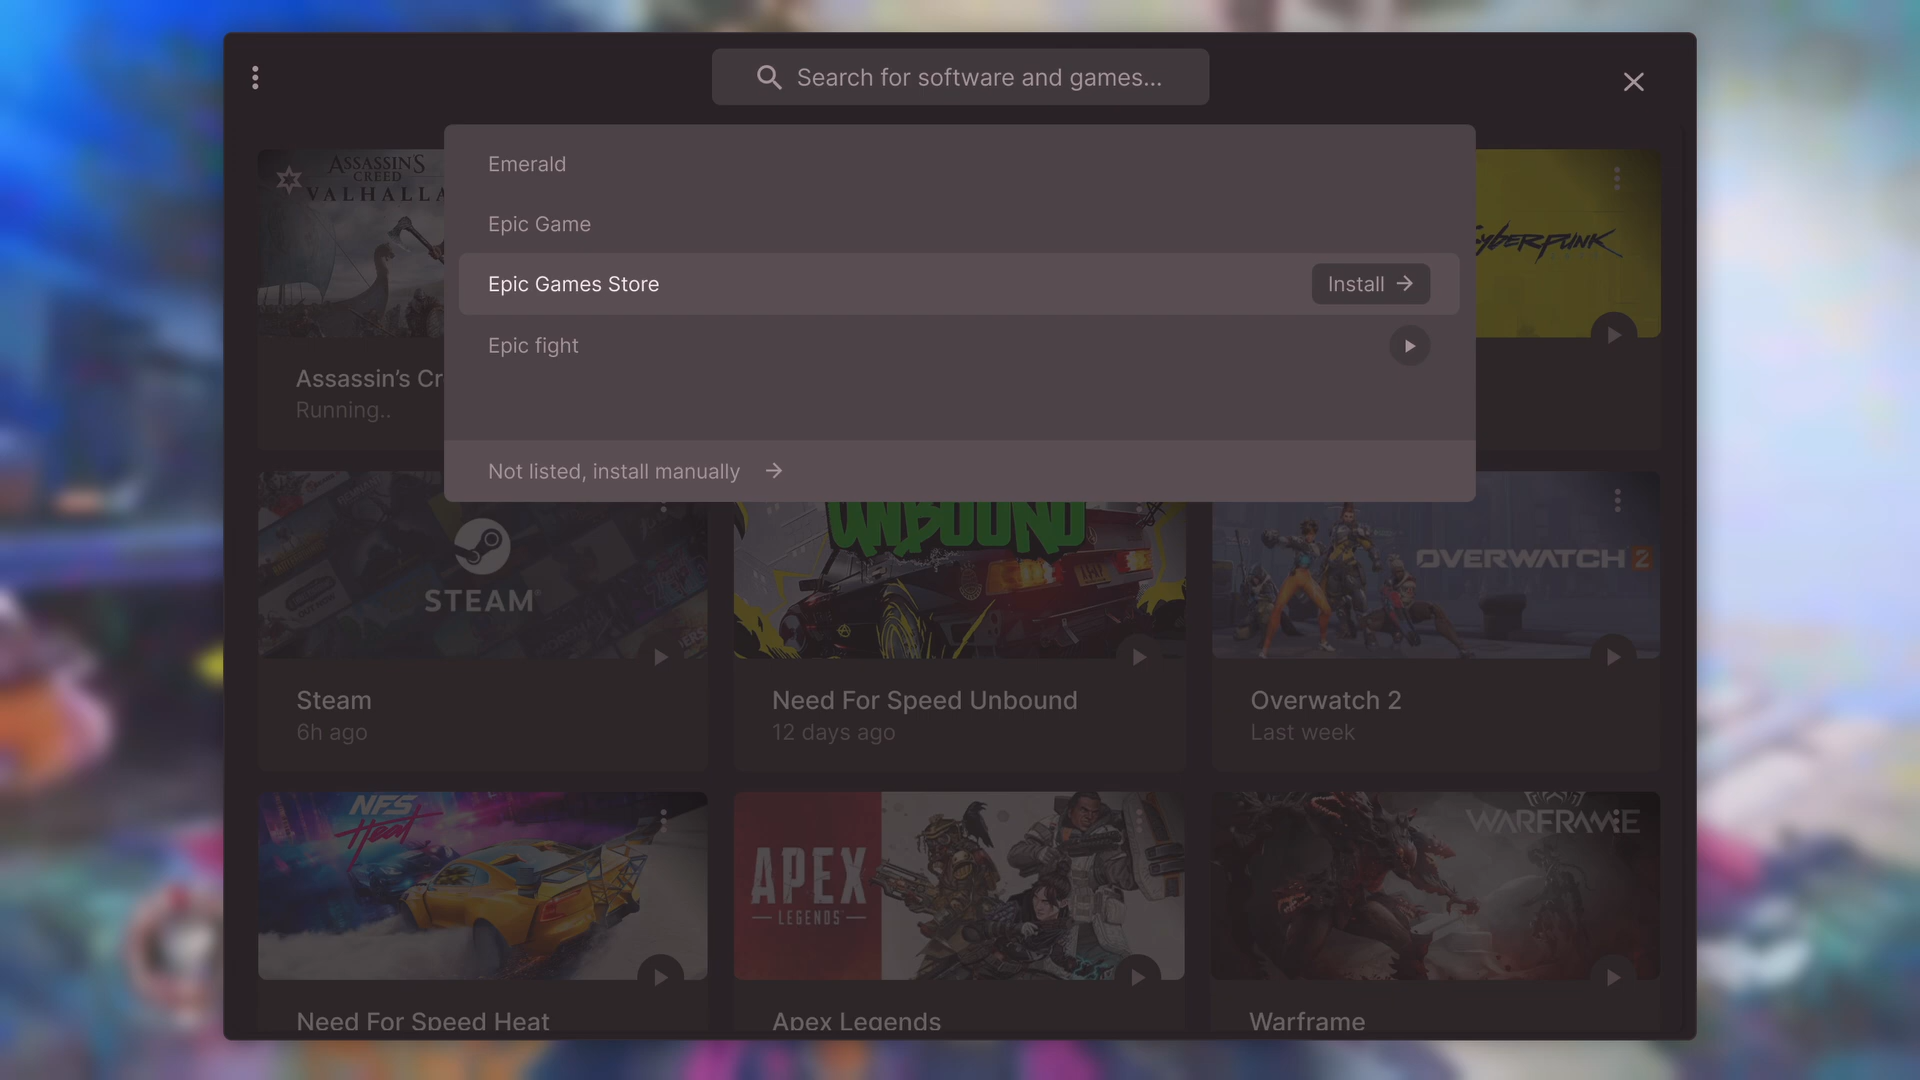 Search for software and games...
Emerald
Epic Game
Epic Games Store
Install
Epic fight
Not listed, install manually
ASSASSIN'S
CREED
VALHALLA
Assassin’s Cr
Running..
yberpunk
STEAM
Steam
6h ago
UNBOUND
Need For Speed Unbound
12 days ago
OVERWATCH 2
Overwatch 2
Last week
NFS
Heat
Need For Speed Heat
APEX
LEGENDS
Apex Legends
WARFRAME
Warframe